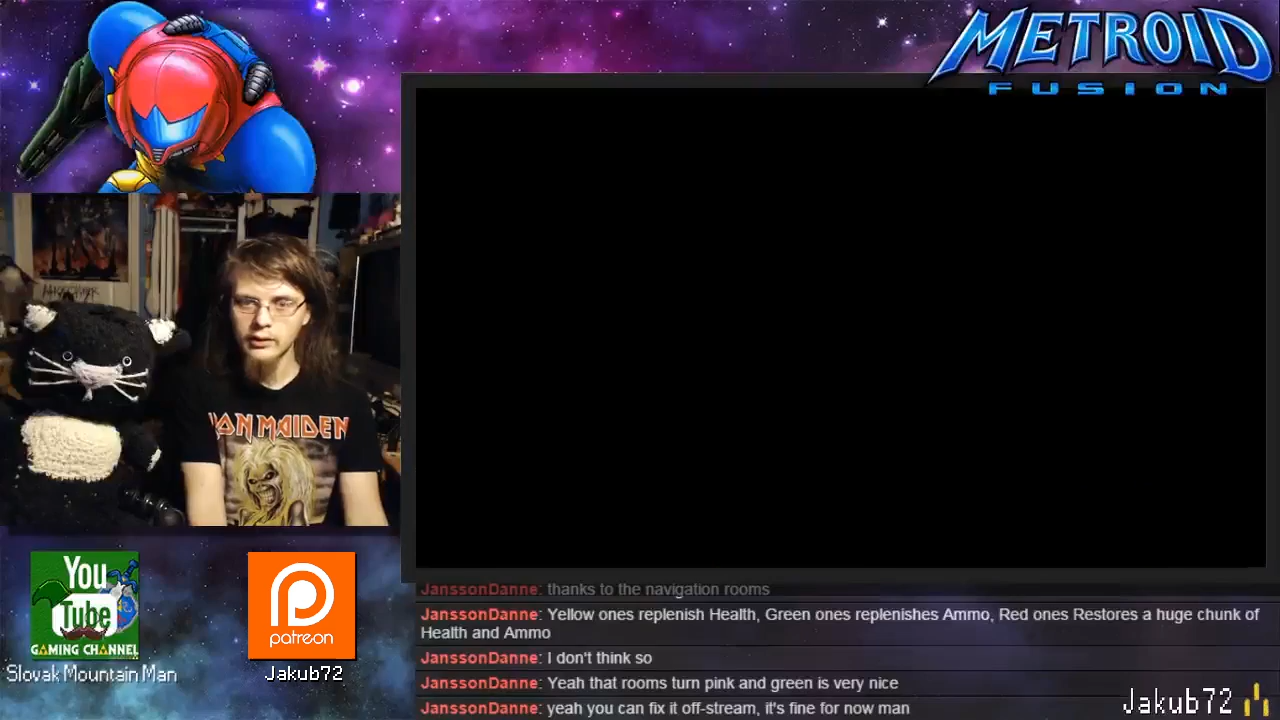 METROID
FUSION
IRON MAIDEN
You
Tube
GAMING CHANNEL
Slovak Mountain Man
patreon
Jakub72
JanssonDanne: thanks to the navigation rooms
JanssonDanne: Yellow ones replenish Health, Green ones replenishes Ammo, Red ones Restores a huge chunk of
Health and Ammo
JanssonDanne: I don't think so
JanssonDanne: Yeah that rooms turn pink and green is very nice
JanssonDanne: yeah you can fix it off-stream, it's fine for now man
Jakub72